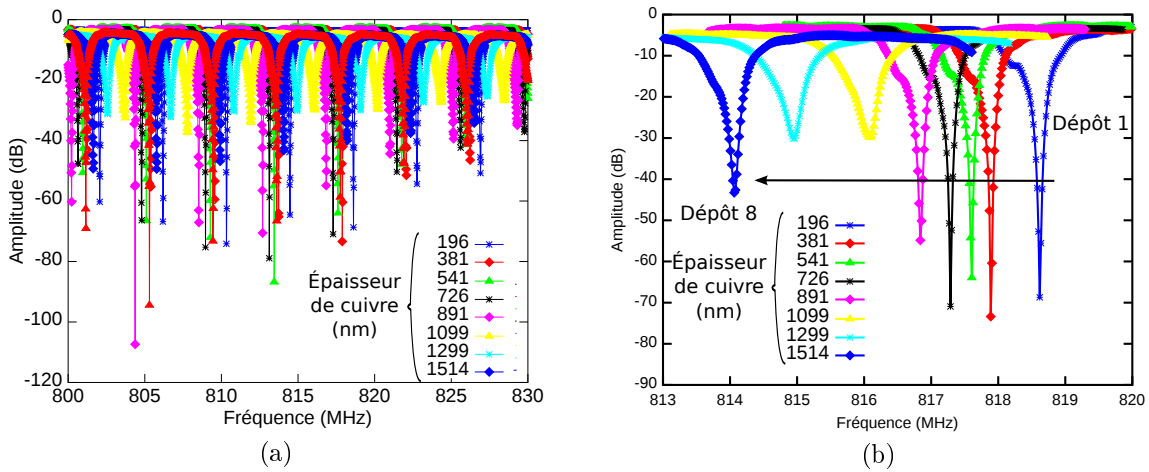 0
-20
-40
-60
-80
-100
-120
Amplitude (dB)
800 805 810 815 820 825 830
Fréquence (MHz)
Épaisseur
de cuivre
(nm)
196
381
541
726
891
1099
1299
1514
(a)
0
-10
-20
-30
-40
-50
-60
-70
-80
-90
Amplitude (dB)
813 814 815 816 817 818 819 820
Fréquence (MHz)
Dépôt 1
Dépôt 8
Épaisseur
de cuivre
(nm)
196
381
541
726
891
1099
1299
1514
(b)